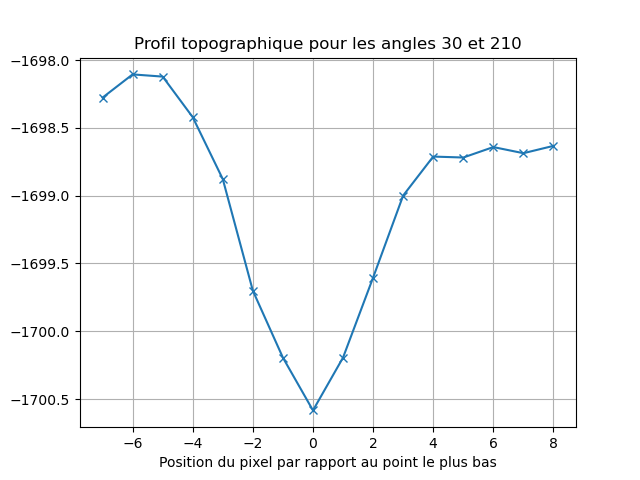 Profil topographique pour les angles 30 et 210
−1698.0
−1698.5
−1699.0
−1699.5
−1700.0
−1700.5
−6 −4 −2 0 2 4 6 8
Position du pixel par rapport au point le plus bas